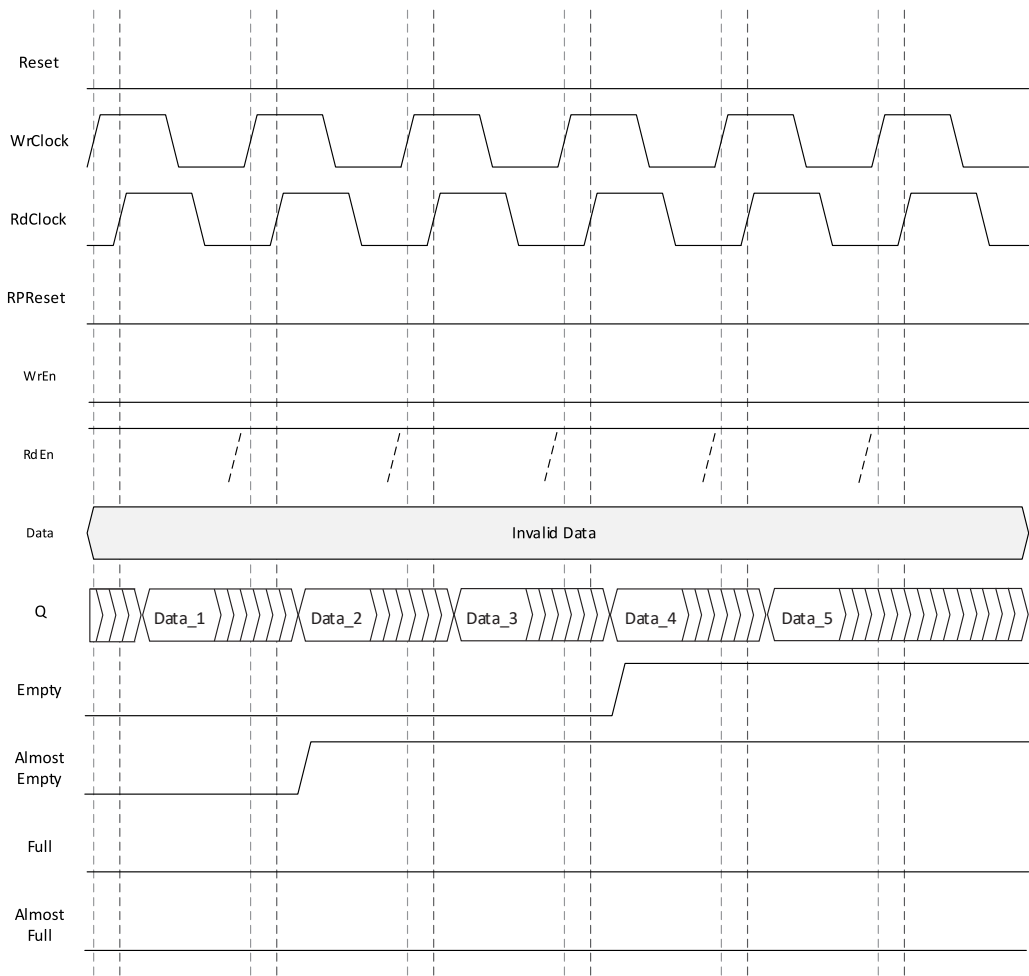 Reset
WrClock
RdClock
RPReset
WrEn
RdEn
Data
Invalid Data
Q
Data_1
Data_2
Data_3
Data_4
Data_5
Empty
Almost
Empty
Full
Almost
Full